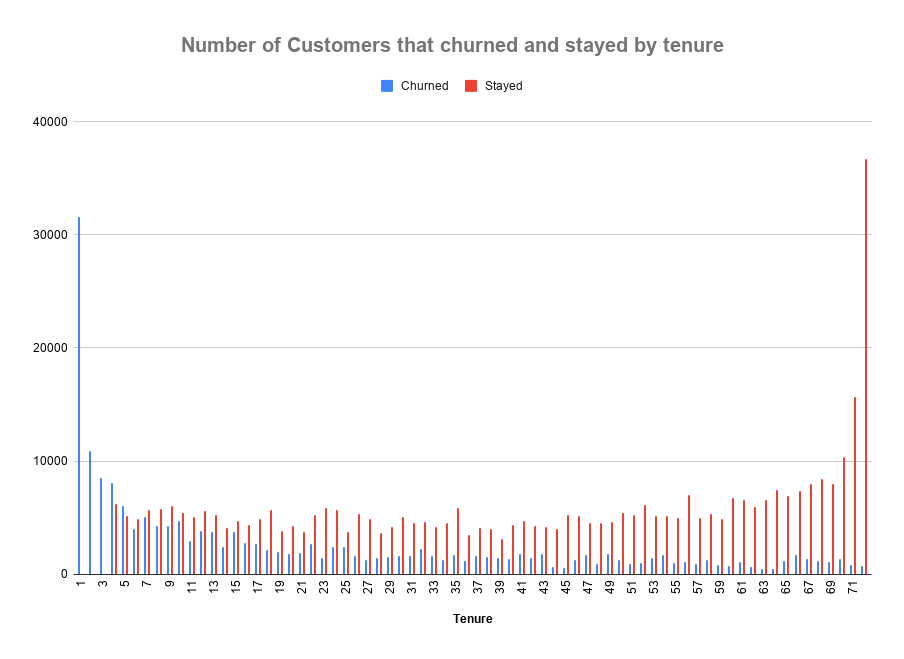 Number of Customers that churned and stayed by tenure
Churned Stayed
40000
30000
20000
10000
0
1 3 5 7 9 11 13 15 17 19 21 23 25 27 29 31 33 35 37 39 41 43 45 47 49 51 53 55 57 59 61 63 65 67 69 71
Tenure